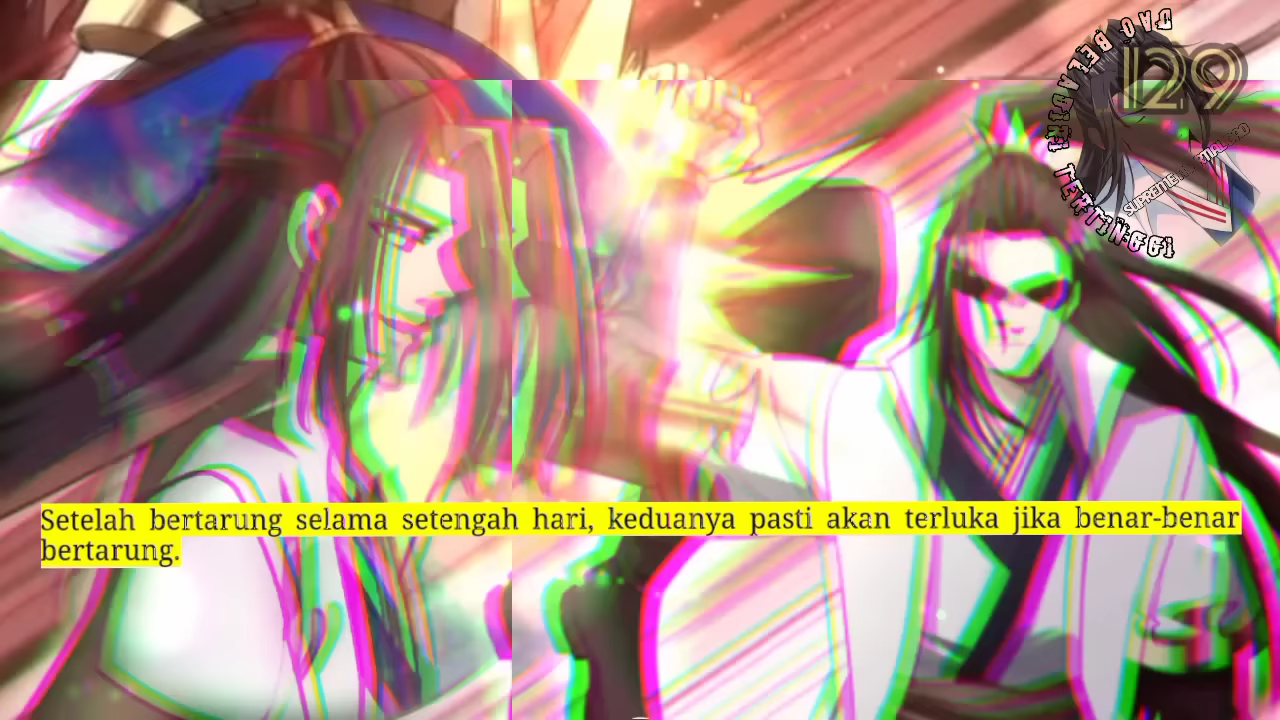 DAO BELADIRI TERTINGGI
129
Setelah bertarung selama setengah hari, keduanya pasti akan terluka jika benar-benar
bertarung.